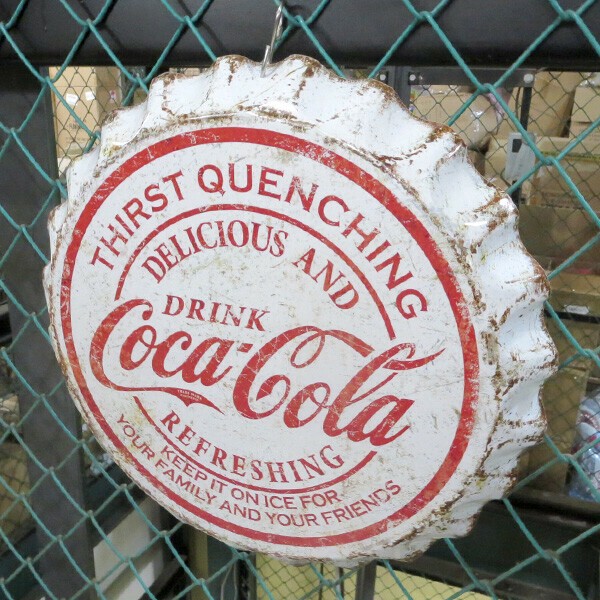 THIRST QUENCHING
DELICIOUS AND
DRINK
Coca-Cola
REFRESHING
KEEP IT ON ICE FOR
YOUR FAMILY AND YOUR FRIENDS